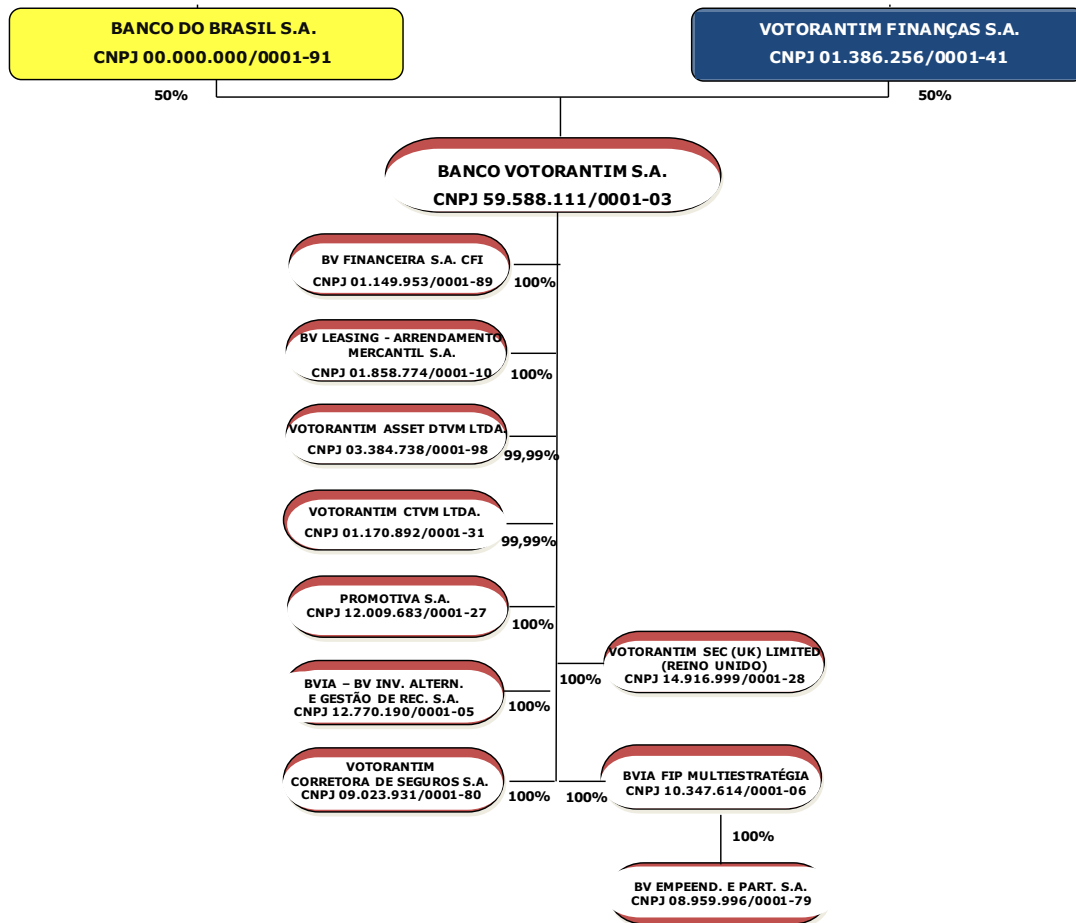 BANCO DO BRASIL S.A.
CNPJ 00.000.000/0001-91
VOTORANTIM FINANÇAS S.A.
CNPJ 01.386.256/0001-41
50%
50%
BANCO VOTORANTIM S.A.
CNPJ 59.588.111/0001-03
BV FINANCEIRA S.A. CFI
CNPJ 01.149.953/0001-89
100%
BV LEASING - ARRENDAMENTO
MERCANTIL S.A.
CNPJ 01.858.774/0001-10
100%
VOTORANTIM ASSET DTVM LTDA.
CNPJ 03.384.738/0001-98
99,99%
VOTORANTIM CTVM LTDA.
CNPJ 01.170.892/0001-31
99,99%
PROMOTIVA S.A.
CNPJ 12.009.683/0001-27
100%
VOTORANTIM SEC (UK) LIMITED
(REINO UNIDO)
CNPJ 14.916.999/0001-28
100%
BVIA – BV INV. ALTERN.
E GESTÃO DE REC. S.A.
CNPJ 12.770.190/0001-05
100%
VOTORANTIM
CORRETORA DE SEGUROS S.A.
CNPJ 09.023.931/0001-80
100%
100%
BVIA FIP MULTIESTRATÉGIA
CNPJ 10.347.614/0001-06
100%
BV EMPEEND. E PART. S.A.
CNPJ 08.959.996/0001-79